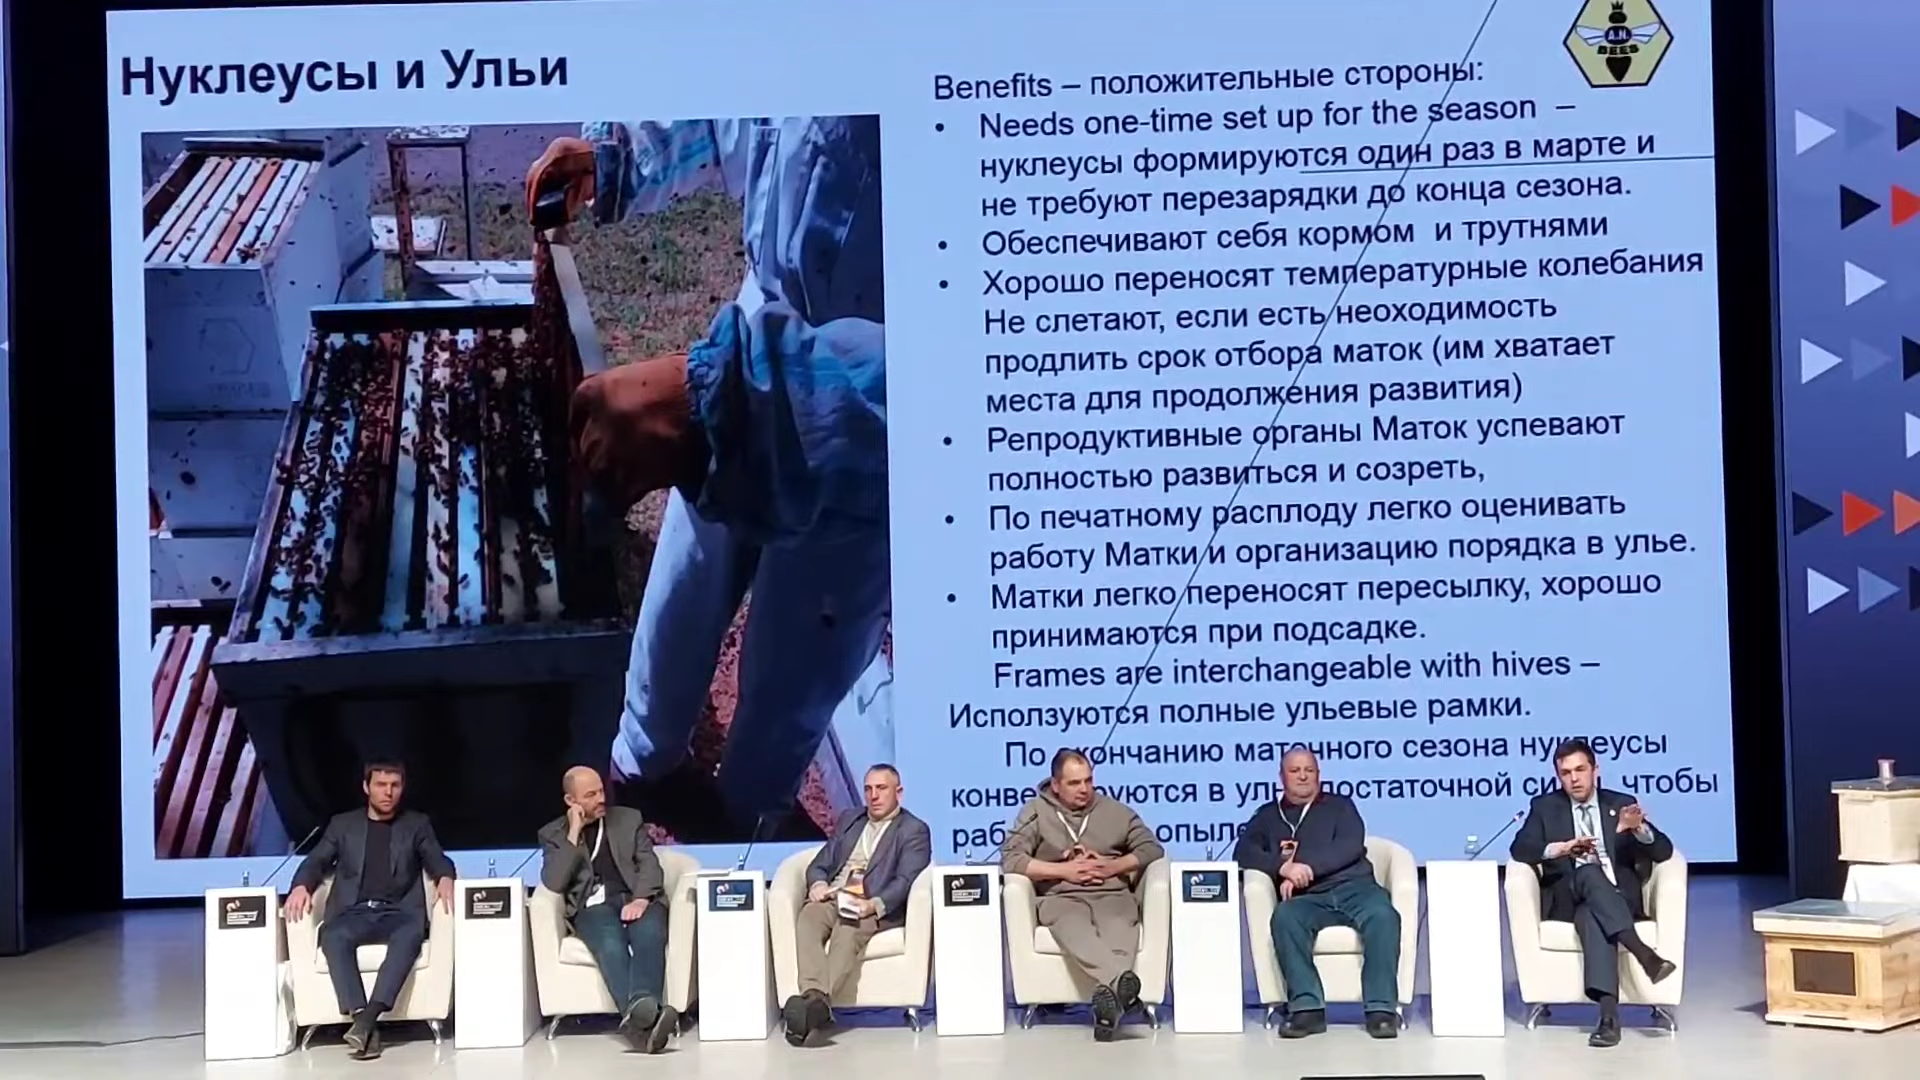 Нуклеусы и Ульи
A.N.
BEES
Benefits – положительные стороны:
• Needs one-time set up for the season –
нуклеусы формируются один раз в марте и
не требуют перезарядки до конца сезона.
• Обеспечивают себя кормом и трутнями
• Хорошо переносят температурные колебания
Не слетают, если есть неоходимость
продлить срок отбора маток (им хватает
места для продолжения развития)
• Репродуктивные органы Маток успевают
полностью развиться и созреть,
• По печатному расплоду легко оценивать
работу Матки и организацию порядка в улье.
• Матки легко переносят пересылку, хорошо
принимаются при подсадке.
Frames are interchangeable with hives –
Исползуются полные ульевые рамки.
По окончанию маточного сезона нуклеусы
в достаточной чтобы